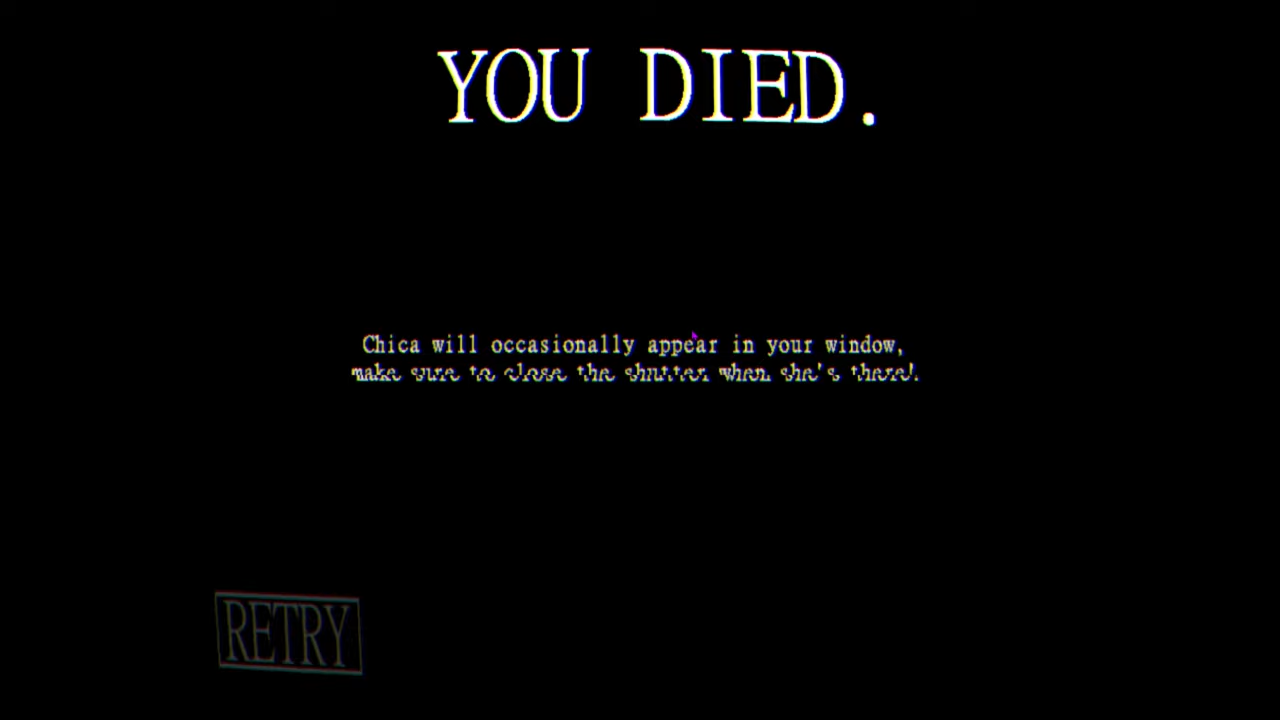 YOU DIED.
Chica will occasionally appear in your window,
make sure to close the shutter when she's there!
RETRY